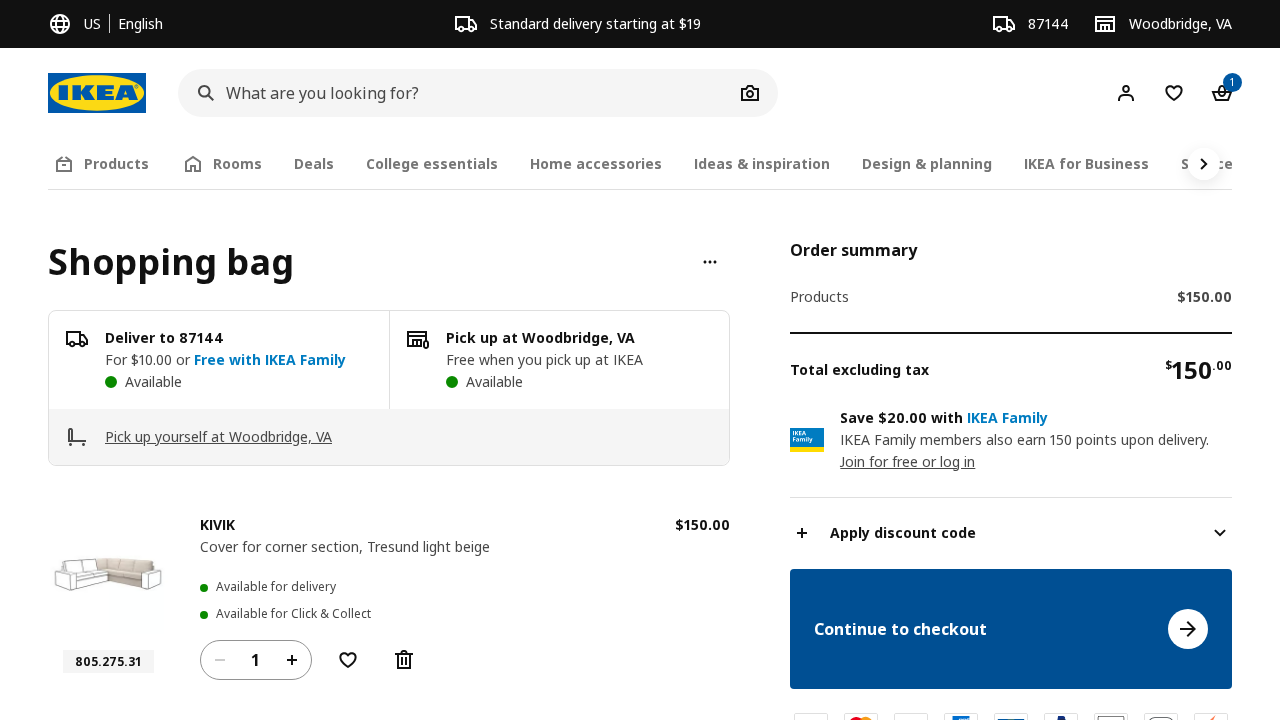 US
English
Standard delivery starting at $19
87144
Woodbridge, VA
IKEA
What are you looking for?
1
Products
Rooms
Deals
College essentials
Home accessories
Ideas & inspiration
Design & planning
IKEA for Business
Shopping bag
Deliver to 87144
For $10.00 or Free with IKEA Family
Available
Pick up at Woodbridge, VA
Free when you pick up at IKEA
Available
Pick up yourself at Woodbridge, VA
KIVIK
$150.00
Cover for corner section, Tresund light beige
Available for delivery
Available for Click & Collect
805.275.31
1
Order summary
Products
$150.00
Total excluding tax
$150.00
IKEA
Family
Save $20.00 with IKEA Family
IKEA Family members also earn 150 points upon delivery.
Join for free or log in
Apply discount code
Continue to checkout